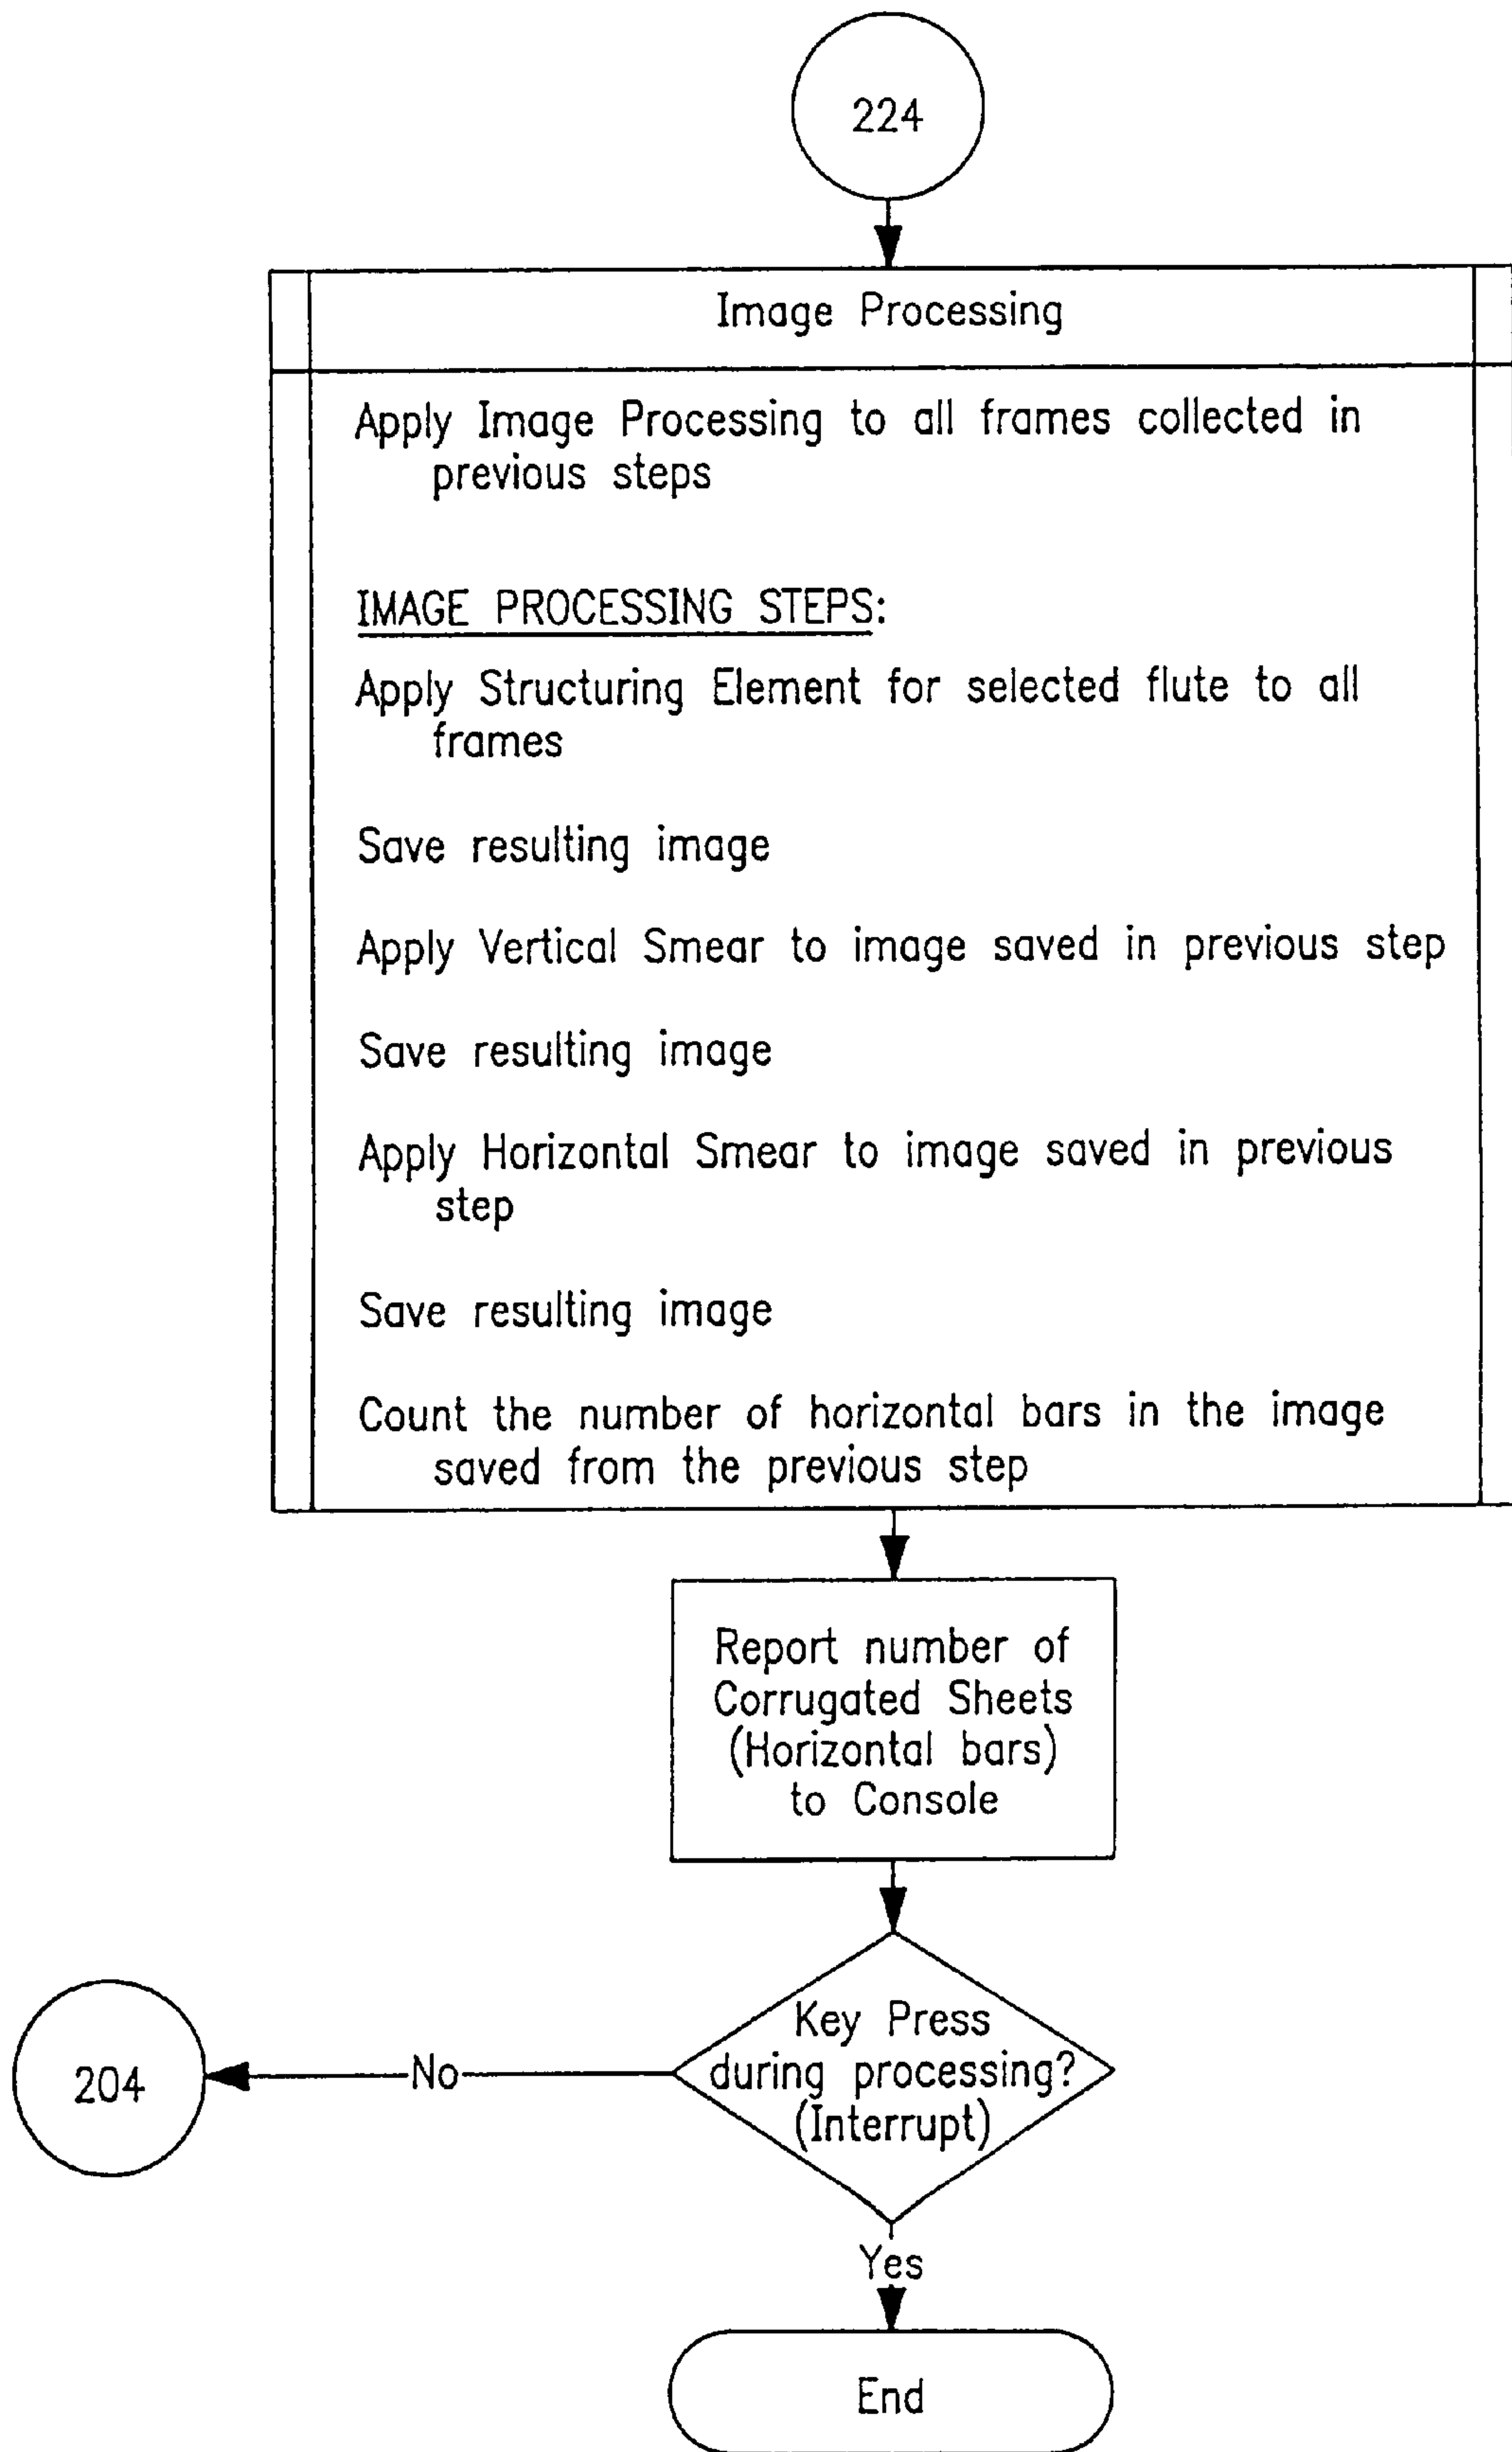 224
Image Processing
Apply Image Processing to all frames collected in
previous steps
IMAGE PROCESSING STEPS:
Apply Structuring Element for selected flute to all
frames
Save resulting image
Apply Vertical Smear to image saved in previous step
Save resulting image
Apply Horizontal Smear to image saved in previous
step
Save resulting image
Count the number of horizontal bars in the image
saved from the previous step
Report number of
Corrugated Sheets
(Horizontal bars)
to Console
Key Press
during processing?
(Interrupt)
No
204
Yes
End